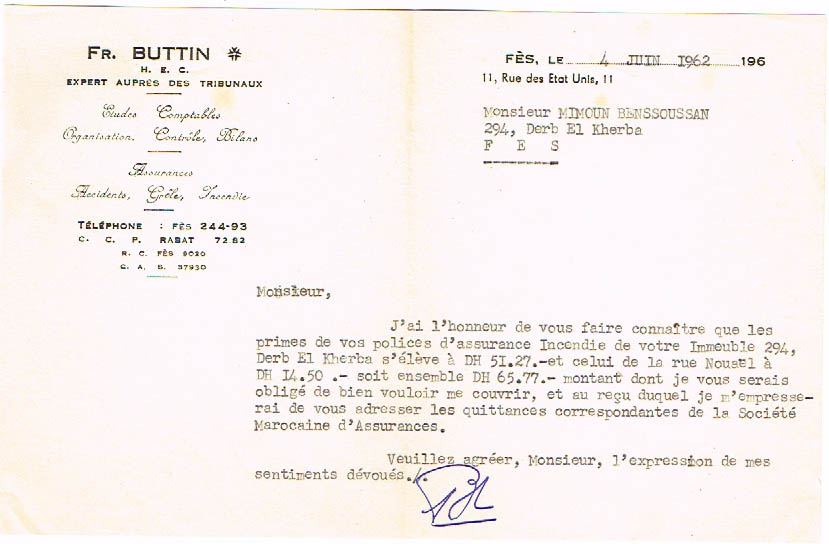 FR. BUTTIN
H. E. C.
EXPERT AUPRÈS DES TRIBUNAUX
Etudes Comptables
Organisation, Contrôle, Bilans
Assurances
Accidents, Grêle, Incendie
TÉLÉPHONE : FÈS 244-93
C. C. P. RABAT 72.82
R. C. FÈS 9020
C. A. S. 37930
FÈS, LE 4 JUIN 1962 196
11, Rue des Etat Unis, 11
Monsieur MIMOUN BENSSOUSSAN
294, Derb El Kherba
F E S
Monsieur,
J'ai l'honneur de vous faire connaître que les
primes de vos polices d'assurance Incendie de votre Immeuble 294,
Derb El Kherba s'élève à DH 51.27.-et celui de la rue Nouaël à
DH 14.50 .- soit ensemble DH 65.77.- montant dont je vous serais
obligé de bien vouloir me couvrir, et au reçu duquel je m'empresse-
rai de vous adresser les quittances correspondantes de la Société
Marocaine d'Assurances.
Veuillez agréer, Monsieur, l'expression de mes
sentiments dévoués./.